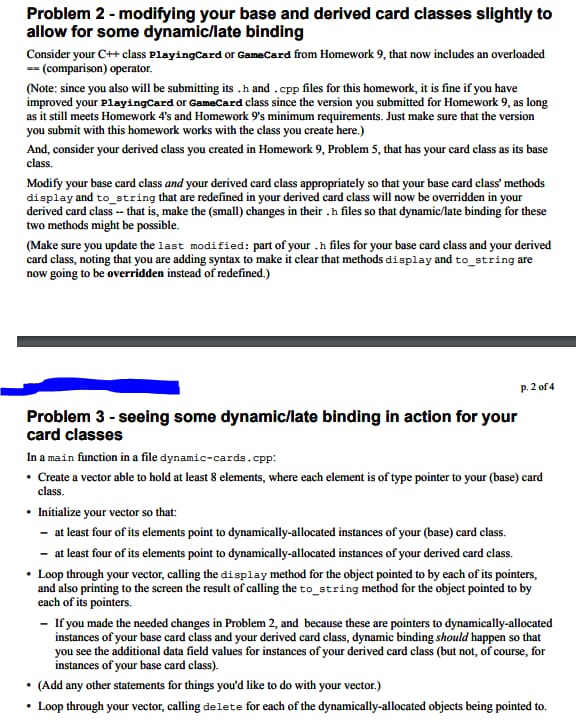 Problem 2 - modifying your base and derived card classes slightly to
allow for some dynamic/late binding
Consider your C++ class PlayingCard or GameCard from Homework 9, that now includes an overloaded
== (comparison) operator.
(Note: since you also will be submitting its .h and .cpp files for this homework, it is fine if you have
improved your PlayingCard or GameCard class since the version you submitted for Homework 9, as long
as it still meets Homework 4's and Homework 9's minimum requirements. Just make sure that the version
you submit with this homework works with the class you create here.)
And, consider your derived class you created in Homework 9, Problem 5, that has your card class as its base
class.
Modify your base card class and your derived card class appropriately so that your base card class' methods
display and to_string that are redefined in your derived card class will now be overridden in your
derived card class -- that is, make the (small) changes in their .h files so that dynamic/late binding for these
two methods might be possible.
(Make sure you update the last modified: part of your .h files for your base card class and your derived
card class, noting that you are adding syntax to make it clear that methods display and to_string are
now going to be overridden instead of redefined.)
p. 2 of 4
Problem 3 - seeing some dynamic/late binding in action for your
card classes
In a main function in a file dynamic-cards.cpp:
• Create a vector able to hold at least 8 elements, where each element is of type pointer to your (base) card
class.
• Initialize your vector so that:
– at least four of its elements point to dynamically-allocated instances of your (base) card class.
– at least four of its elements point to dynamically-allocated instances of your derived card class.
• Loop through your vector, calling the display method for the object pointed to by each of its pointers,
and also printing to the screen the result of calling the to_string method for the object pointed to by
each of its pointers.
– If you made the needed changes in Problem 2, and because these are pointers to dynamically-allocated
instances of your base card class and your derived card class, dynamic binding should happen so that
you see the additional data field values for instances of your derived card class (but not, of course, for
instances of your base card class).
• (Add any other statements for things you'd like to do with your vector.)
• Loop through your vector, calling delete for each of the dynamically-allocated objects being pointed to.